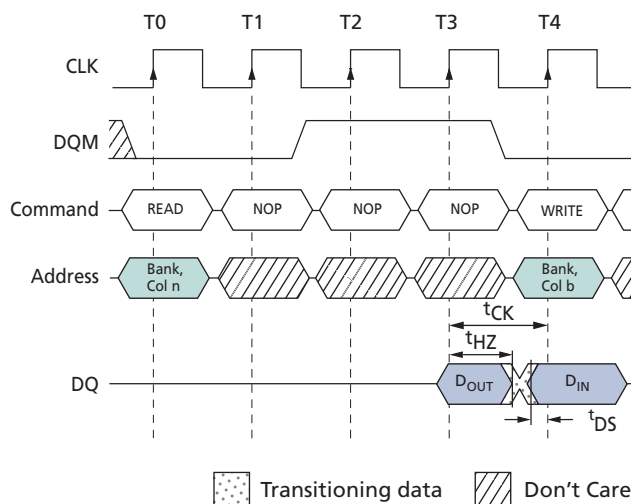 T0 T1 T2 T3 T4
CLK
DQM
Command READ NOP NOP NOP WRITE
Address Bank, Col n Bank, Col b
tCK
tHZ
DQ DOUT DIN
tDS
Transitioning data Don't Care